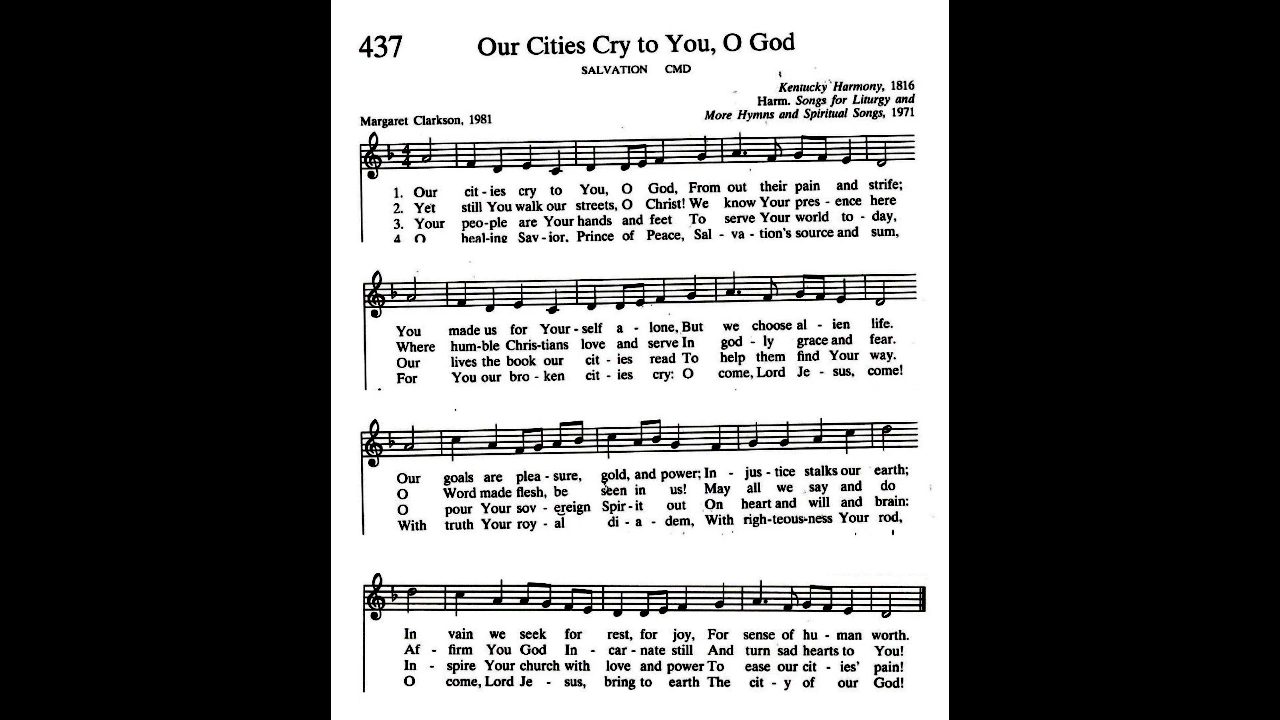 437 Our Cities Cry to You, O God
SALVATION CMD
Kentucky Harmony, 1816
Harm. Songs for Liturgy and
Margaret Clarkson, 1981 More Hymns and Spiritual Songs, 1971
1. Our cit - ies cry to You, O God, From out their pain and strife;
2. Yet still You walk our streets, O Christ! We know Your pres - ence here
3. Your peo-ple are Your hands and feet To serve Your world to - day,
4 O heal-ing Sav-ior, Prince of Peace, Sal - va - tion's source and sum,
You made us for Your-self a - lone, But we choose al - ien life.
Where hum-ble Chris-tians love and serve In god - ly grace and fear.
Our lives the book our cit - ies read To help them find Your way.
For You our bro - ken cit - ies cry: O come, Lord Je - sus, come!
Our goals are plea - sure, gold, and power; In - jus - tice stalks our earth;
O Word made flesh, be seen in us! May all we say and do
O pour Your sov - ereign Spir - it out On heart and will and brain:
With truth Your roy - al di - a - dem, With righ-teous-ness Your rod,
In vain we seek for rest, for joy, For sense of hu - man worth.
Af - firm You God In - car - nate still And turn sad hearts to You!
In - spire Your church with love and power To ease our cit - ies' pain!
O come, Lord Je - sus, bring to earth The cit - y of our God!